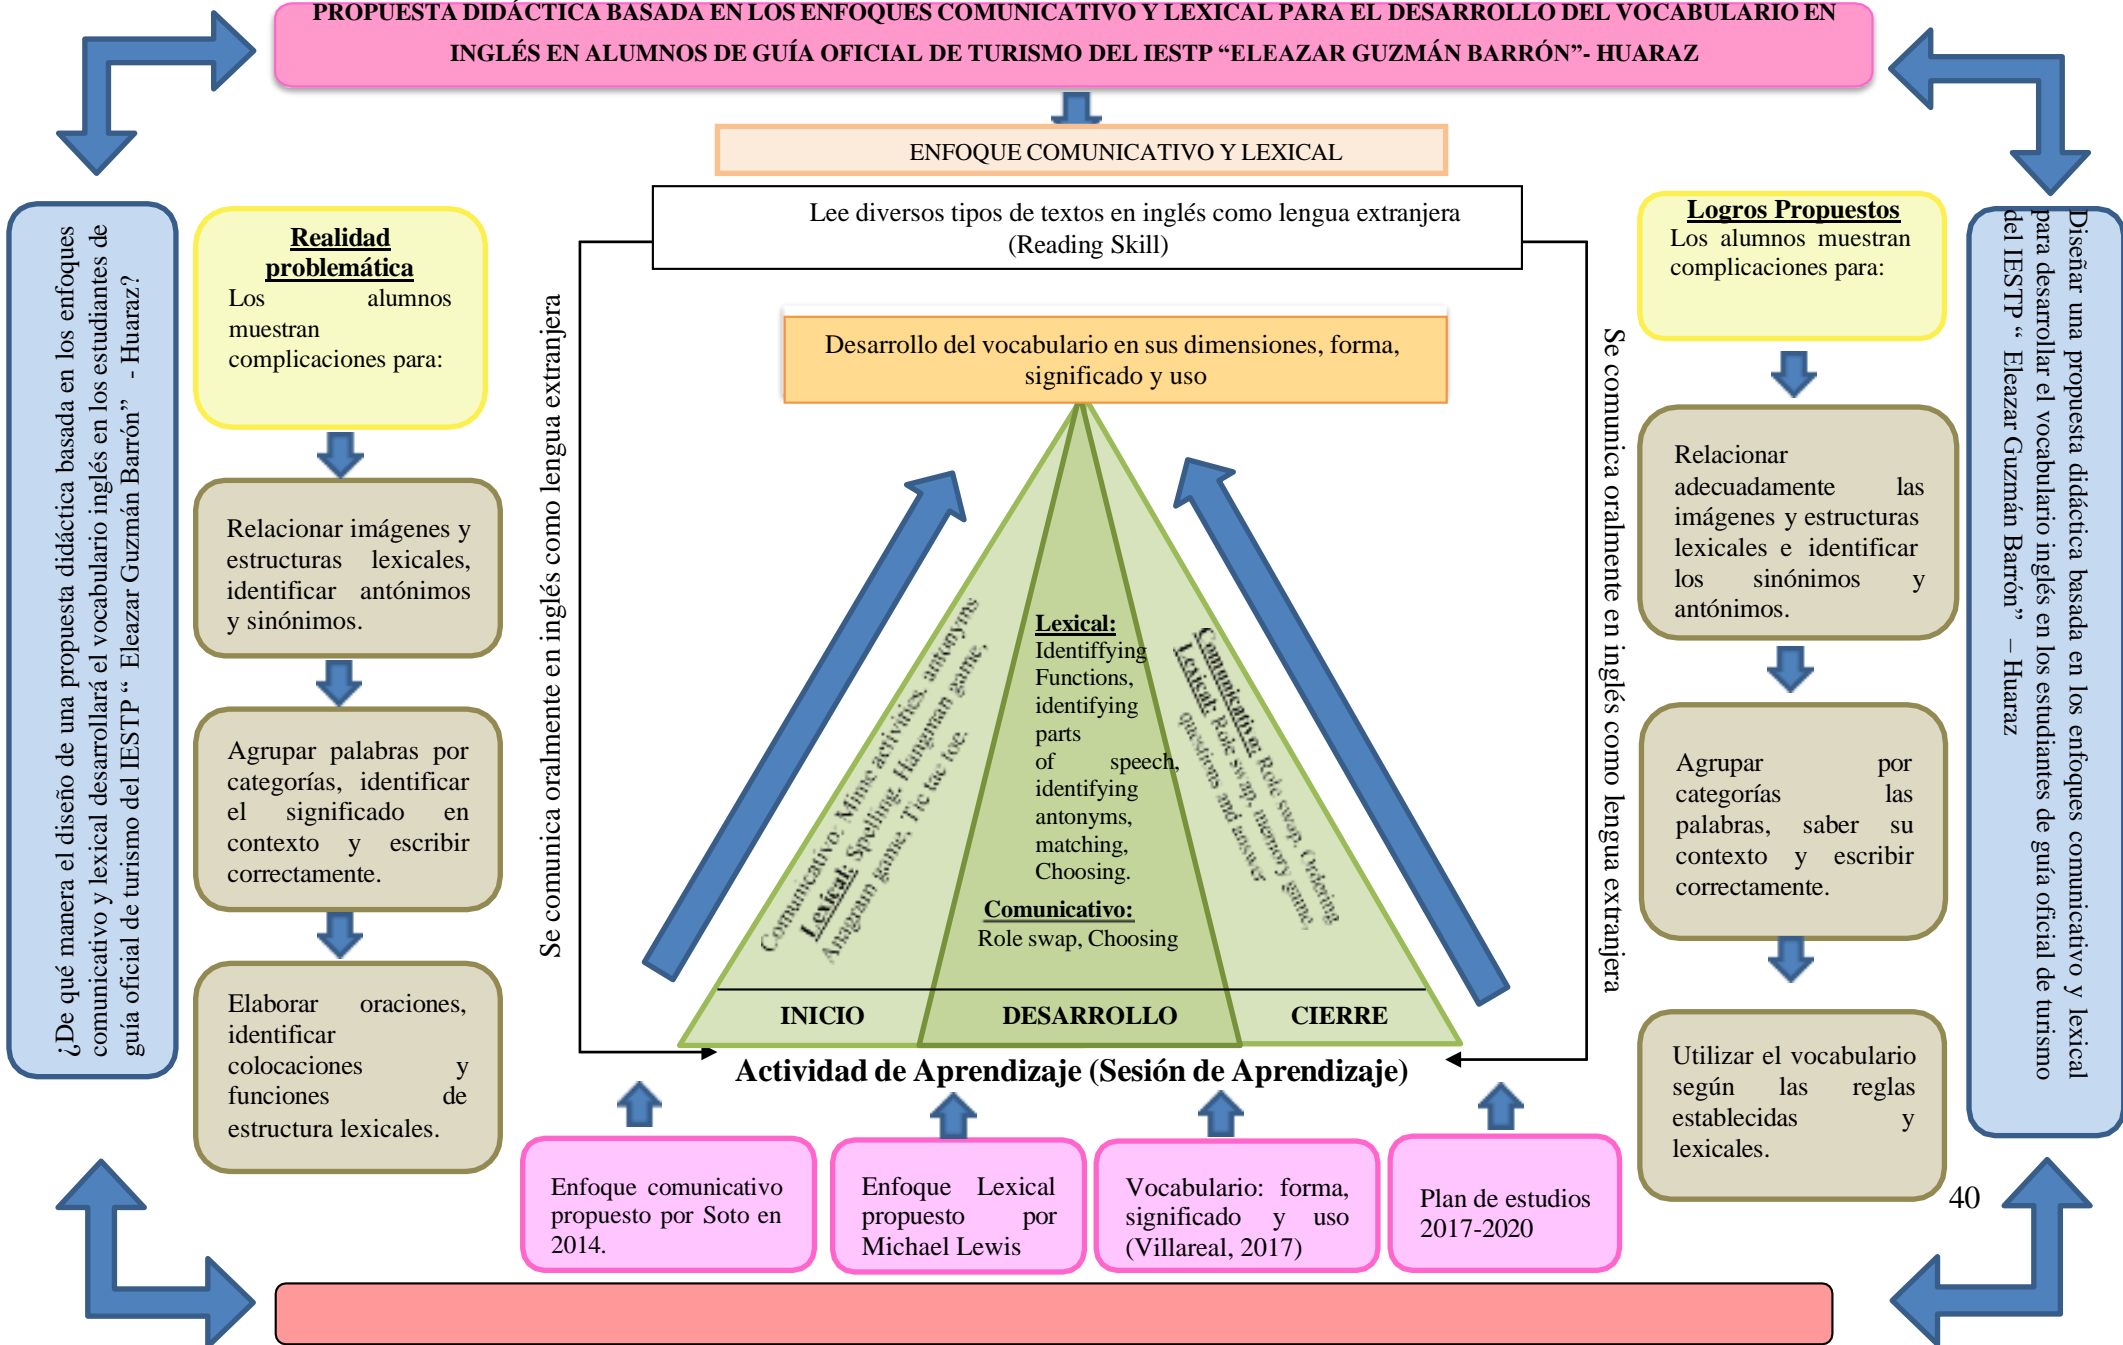 PROPUESTA DIDÁCTICA BASADA EN LOS ENFOQUES COMUNICATIVO Y LEXICAL PARA EL DESARROLLO DEL VOCABULARIO EN
INGLÉS EN ALUMNOS DE GUÍA OFICIAL DE TURISMO DEL IESTP “ELEAZAR GUZMÁN BARRÓN”- HUARAZ
ENFOQUE COMUNICATIVO Y LEXICAL
Lee diversos tipos de textos en inglés como lengua extranjera
(Reading Skill)
¿De qué manera el diseño de una propuesta didáctica basada en los enfoques
comunicativo y lexical desarrollará el vocabulario inglés en los estudiantes de
guía oficial de turismo del IESTP “ Eleazar Guzmán Barrón” - Huaraz?
Realidad
problemática
Los alumnos
muestran
complicaciones para:
Relacionar imágenes y
estructuras lexicales,
identificar antónimos
y sinónimos.
Agrupar palabras por
categorías, identificar
el significado en
contexto y escribir
correctamente.
Elaborar oraciones,
identificar
colocaciones y
funciones de
estructura lexicales.
Se comunica oralmente en inglés como lengua extranjera
Desarrollo del vocabulario en sus dimensiones, forma,
significado y uso
Comunicativo: Mime activities, antonyms
Lexical: Spelling, Hangman game,
Anagram game, Tic tac toe.
Lexical:
Identiffying
Functions,
identifying
parts
of speech,
identifying
antonyms,
matching,
Choosing.
Comunicativo:
Role swap, Choosing
Comunicativo: Role swap, Ordering
Lexical: Role swap, memory game,
questions and answer
INICIO
DESARROLLO
CIERRE
Actividad de Aprendizaje (Sesión de Aprendizaje)
Se comunica oralmente en inglés como lengua extranjera
Enfoque comunicativo
propuesto por Soto en
2014.
Enfoque Lexical
propuesto por
Michael Lewis
Vocabulario: forma,
significado y uso
(Villareal, 2017)
Plan de estudios
2017-2020
Logros Propuestos
Los alumnos muestran
complicaciones para:
Relacionar
adecuadamente las
imágenes y estructuras
lexicales e identificar
los sinónimos y
antónimos.
Agrupar por
categorías las
palabras, saber su
contexto y escribir
correctamente.
Utilizar el vocabulario
según las reglas
establecidas y
lexicales.
Diseñar una propuesta didáctica basada en los enfoques comunicativo y lexical
para desarrollar el vocabulario inglés en los estudiantes de guía oficial de turismo
del IESTP “ Eleazar Guzmán Barrón” – Huaraz
40